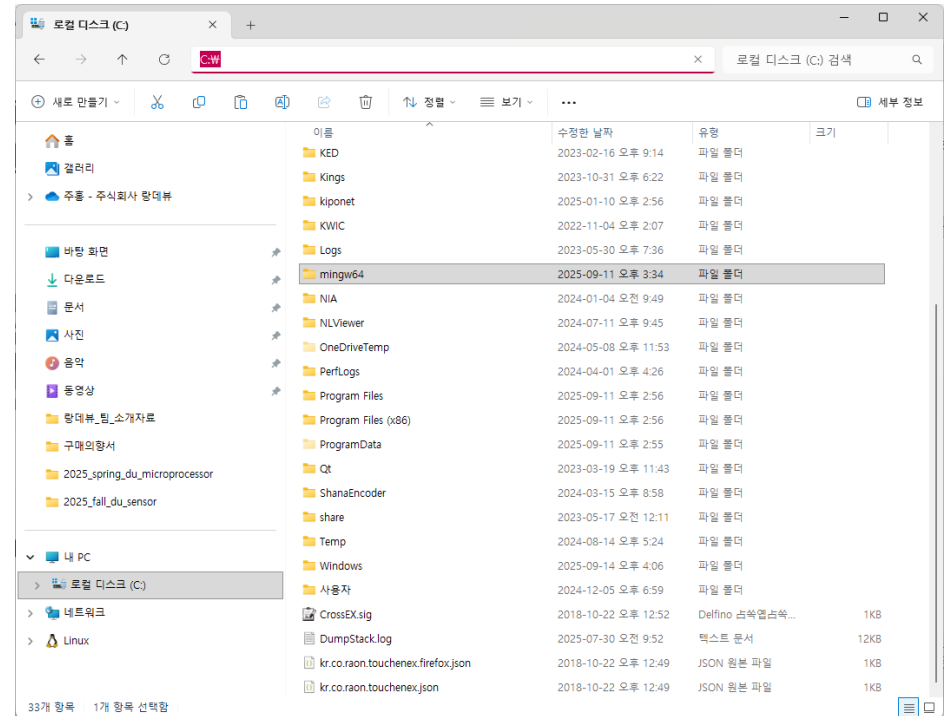 로컬 디스크 (C:)
C:\
로컬 디스크 (C:) 검색
새로 만들기
정렬
보기
세부 정보
홈
갤러리
주홍 - 주식회사 랑데뷰
바탕 화면
다운로드
문서
사진
음악
동영상
랑데뷰_팀_소개자료
구매의향서
2025_spring_du_microprocessor
2025_fall_du_sensor
내 PC
로컬 디스크 (C:)
네트워크
Linux
이름 수정한 날짜 유형 크기
KED 2023-02-16 오후 9:14 파일 폴더
Kings 2023-10-31 오후 6:22 파일 폴더
kiponet 2025-01-10 오후 2:56 파일 폴더
KWIC 2022-11-04 오후 2:07 파일 폴더
Logs 2023-05-30 오후 7:36 파일 폴더
mingw64 2025-09-11 오후 3:34 파일 폴더
NIA 2024-01-04 오전 9:49 파일 폴더
NLViewer 2024-07-11 오후 9:45 파일 폴더
OneDriveTemp 2024-05-08 오후 11:53 파일 폴더
PerfLogs 2024-04-01 오후 4:26 파일 폴더
Program Files 2025-09-11 오후 2:56 파일 폴더
Program Files (x86) 2025-09-11 오후 2:56 파일 폴더
ProgramData 2025-09-11 오후 2:55 파일 폴더
Qt 2023-03-19 오후 11:43 파일 폴더
ShanaEncoder 2024-03-15 오후 8:58 파일 폴더
share 2023-05-17 오전 12:11 파일 폴더
Temp 2024-08-14 오후 5:24 파일 폴더
Windows 2025-09-14 오후 4:06 파일 폴더
사용자 2024-12-05 오후 6:59 파일 폴더
CrossEX.sig 2018-10-22 오후 12:52 Delfino 占쏙옙占쏙... 1KB
DumpStack.log 2025-07-30 오전 9:52 텍스트 문서 12KB
kr.co.raon.touchenex.firefox.json 2018-10-22 오후 12:49 JSON 원본 파일 1KB
kr.co.raon.touchenex.json 2018-10-22 오후 12:49 JSON 원본 파일 1KB
33개 항목 1개 항목 선택함